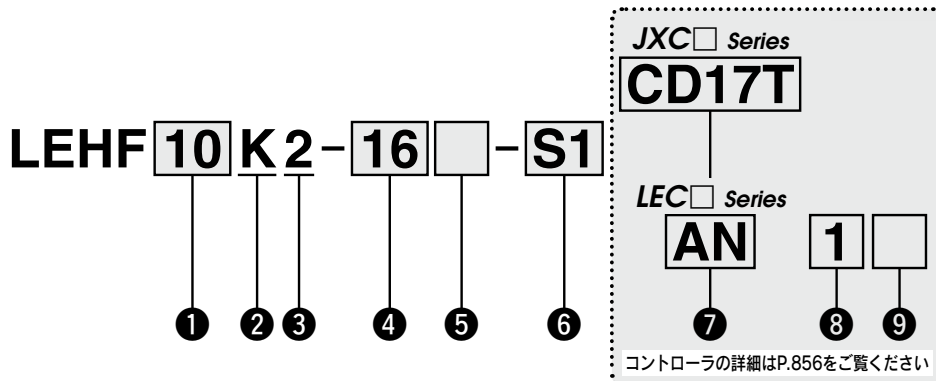 JXC□ Series
CD17T
LEHF 10 K 2 - 16 □ - S1
LEC□ Series
AN 1 □
❶ ❷ ❸ ❹ ❺ ❻ ❼ ❽ ❾
コントローラの詳細はP.856をご覧ください